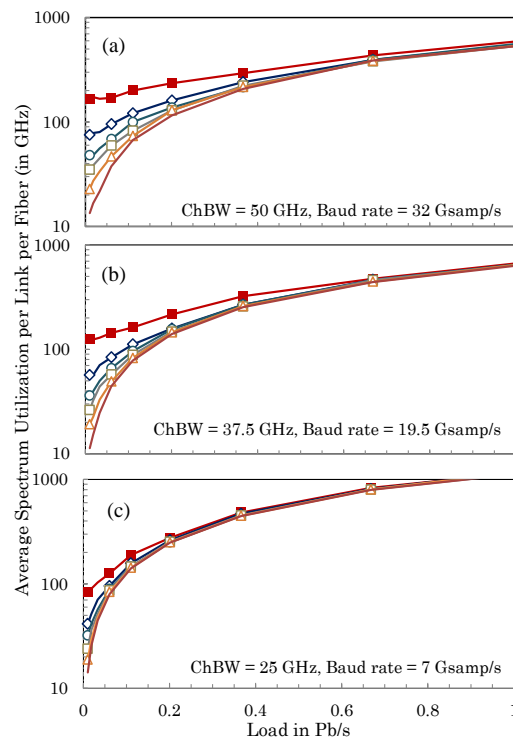 Average Spectrum Utilization per Link per Fiber (in GHz)
1000
(a)
100
10
ChBW = 50 GHz, Baud rate = 32 Gsamp/s
1000
(b)
100
10
ChBW = 37.5 GHz, Baud rate = 19.5 Gsamp/s
1000
(c)
100
10
ChBW = 25 GHz, Baud rate = 7 Gsamp/s
0 0.2 0.4 0.6 0.8 1
Load in Pb/s